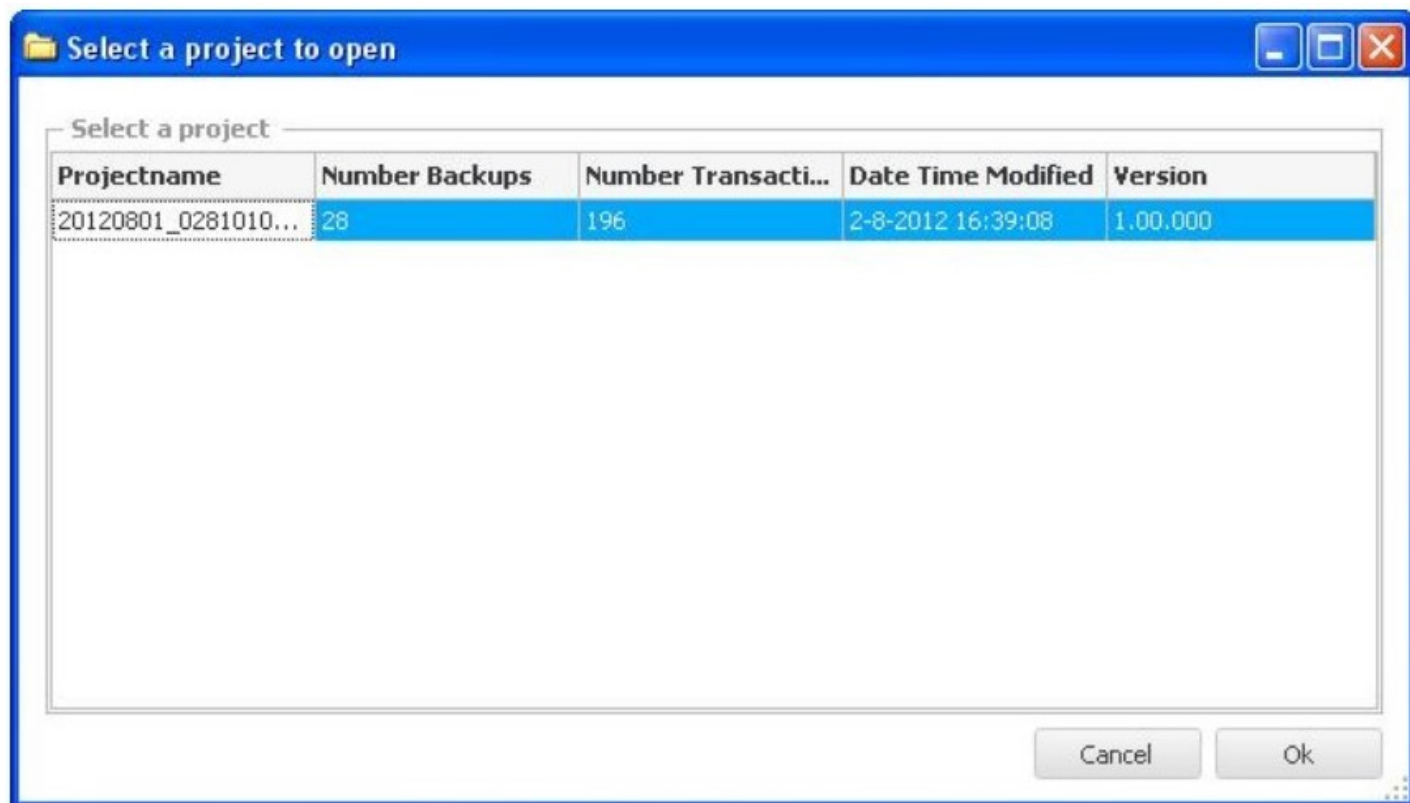 Select a project to open
Select a project
Projectname Number Backups Number Transacti... Date Time Modified Version
20120801_0281010... 28 196 2-8-2012 16:39:08 1.00.000
Cancel Ok